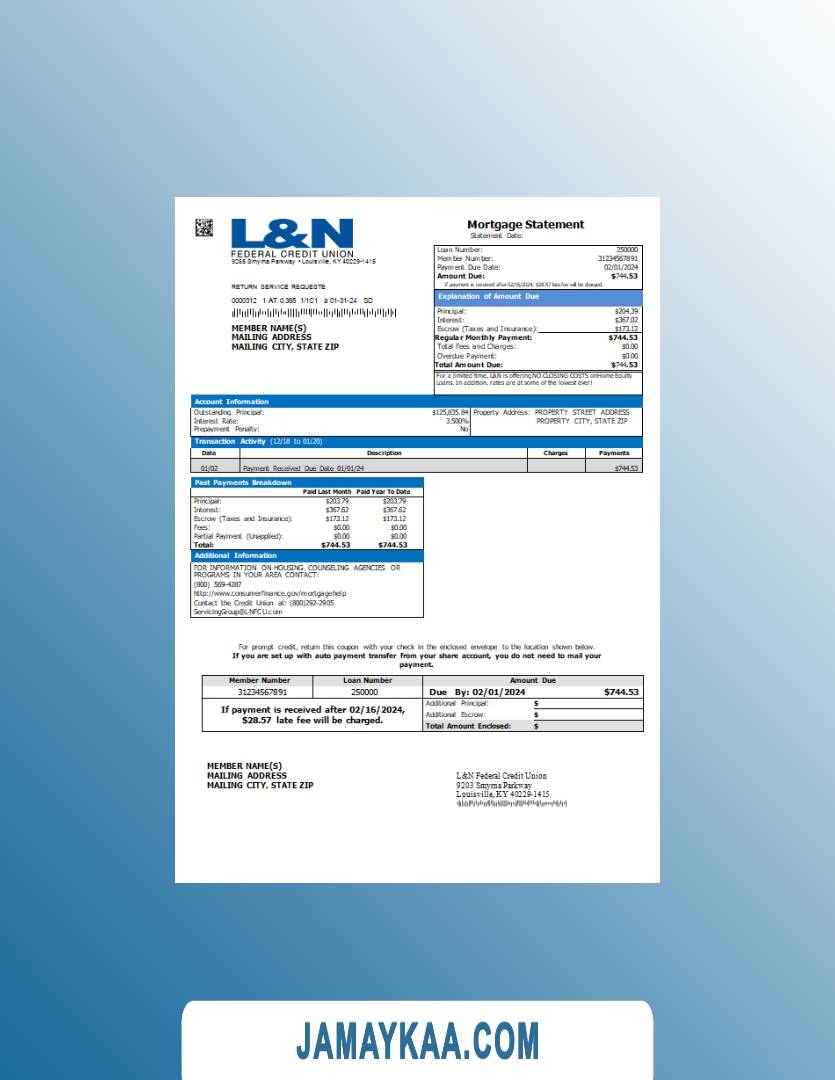 L&N
FEDERAL CREDIT UNION
9265 Smyrna Parkway • Louisville, KY 40229-1415
Mortgage Statement
Statement Date:
Loan Number: 250000
Member Number: 31234567891
Payment Due Date: 02/01/2024
Amount Due: $744.53
If payment is received after 02/16/2024, $28.57 late fee will be charged.
RETURN SERVICE REQUESTE
0000312 1 AT 0.365 1/1C1 a 01-31-24 SD
MEMBER NAME(S)
MAILING ADDRESS
MAILING CITY, STATE ZIP
Explanation of Amount Due
Principal: $204.39
Interest: $367.02
Escrow (Taxes and Insurance): $173.12
Regular Monthly Payment: $744.53
Total Fees and Charges: $0.00
Overdue Payment: $0.00
Total Amount Due: $744.53
For a limited time, L&N is offering NO CLOSING COSTS on Home Equity
Loans. In addition, rates are at some of the lowest ever!
Account Information
Outstanding Principal: $125,835.84 Property Address: PROPERTY STREET ADDRESS
Interest Rate: 3.500% PROPERTY CITY, STATE ZIP
Prepayment Penalty: No
Transaction Activity (12/18 to 01/20)
Date Description Charges Payments
01/02 Payment Received Due Date 01/01/24 $744.53
Past Payments Breakdown
Paid Last Month Paid Year To Date
Principal: $203.79 $203.79
Interest: $367.62 $367.62
Escrow (Taxes and Insurance): $173.12 $173.12
Fees: $0.00 $0.00
Partial Payment (Unapplied): $0.00 $0.00
Total: $744.53 $744.53
Additional Information
FOR INFORMATION ON HOUSING COUNSELING AGENCIES OR
PROGRAMS IN YOUR AREA CONTACT:
(800) 569-4287
http://www.consumerfinance.gov/mortgagehelp
Contact the Credit Union at: (800)292-2905
ServicingGroup@LNFCU.com
For prompt credit, return this coupon with your check in the enclosed envelope to the location shown below.
If you are set up with auto payment transfer from your share account, you do not need to mail your
payment.
Member Number Loan Number Amount Due
31234567891 250000 Due By: 02/01/2024 $744.53
If payment is received after 02/16/2024,
$28.57 late fee will be charged.
Additional Principal: $
Additional Escrow: $
Total Amount Enclosed: $
MEMBER NAME(S)
MAILING ADDRESS
MAILING CITY, STATE ZIP
L&N Federal Credit Union
9203 Smyrna Parkway
Louisville, KY 40229-1415
JAMAYKAA.COM